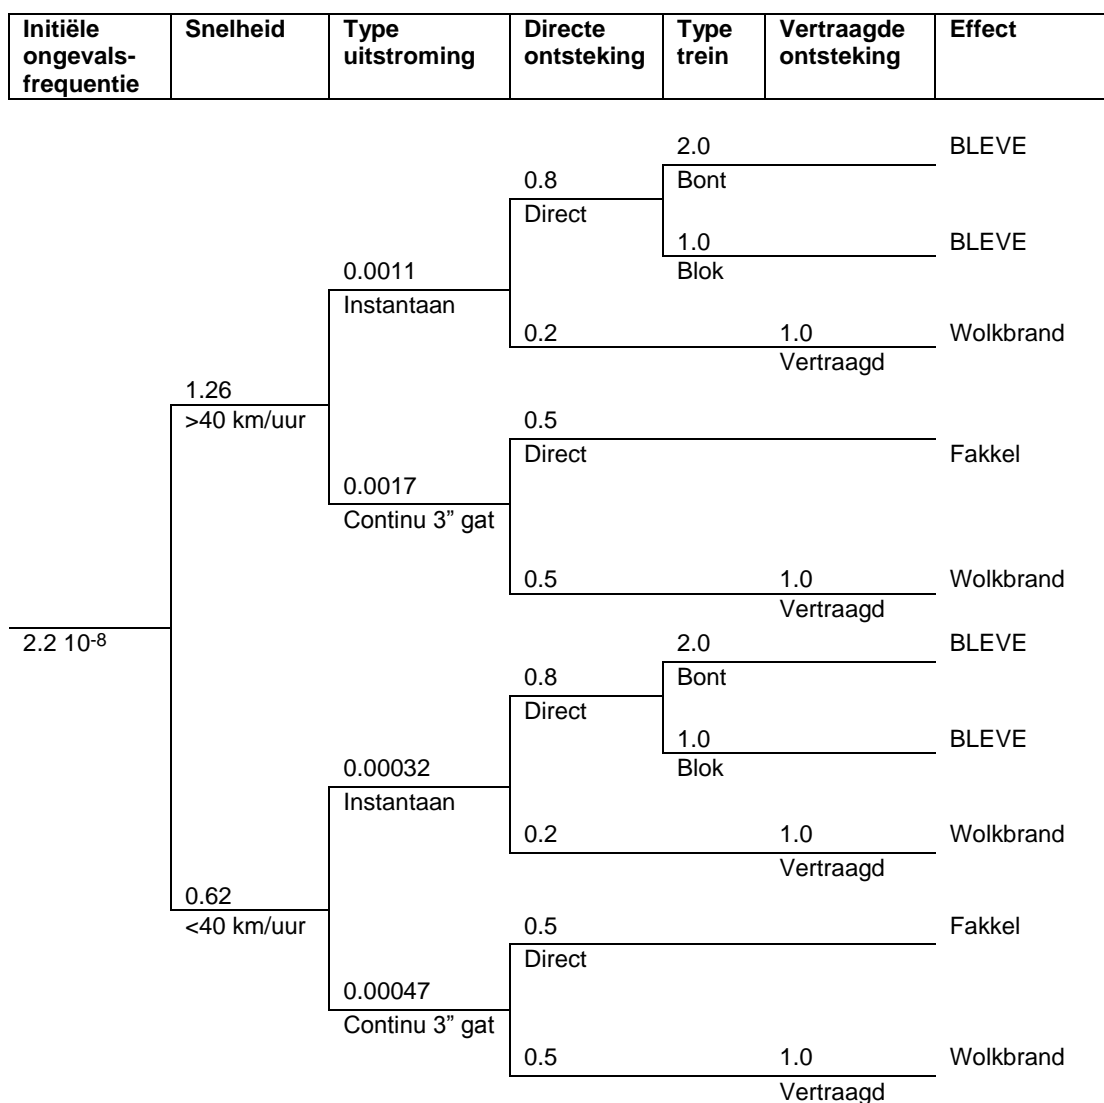 Initiële ongevals-frequentie
Snelheid
Type uitstroming
Directe ontsteking
Type trein
Vertraagde ontsteking
Effect
2.0 BLEVE
0.8 Bont
Direct
1.0 BLEVE
0.0011 Blok
Instantaan
0.2 1.0 Wolkbrand
Vertraagd
1.26
>40 km/uur 0.5
Direct Fakkel
0.0017
Continu 3” gat
0.5 1.0 Wolkbrand
Vertraagd
2.2 10-8 2.0 BLEVE
0.8 Bont
Direct
1.0 BLEVE
0.00032 Blok
Instantaan
0.2 1.0 Wolkbrand
Vertraagd
0.62
<40 km/uur 0.5 Fakkel
Direct
0.00047
Continu 3” gat
0.5 1.0 Wolkbrand
Vertraagd